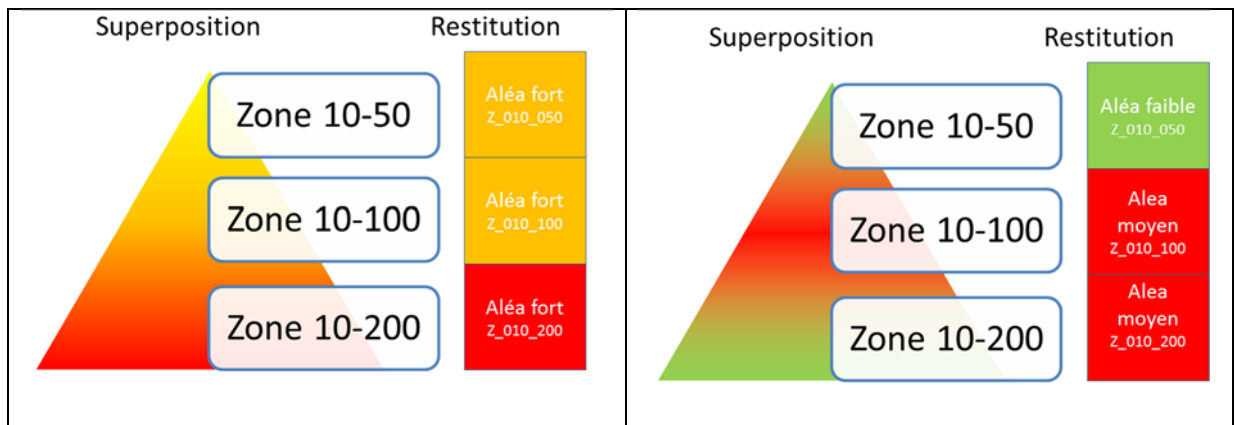 Superposition
Restitution
Zone 10-50
Aléa fort
Z_010_050
Zone 10-100
Aléa fort
Z_010_100
Zone 10-200
Aléa fort
Z_010_200
Superposition
Restitution
Zone 10-50
Aléa faible
Z_010_050
Zone 10-100
Alea
moyen
Z_010_100
Zone 10-200
Alea
moyen
Z_010_200